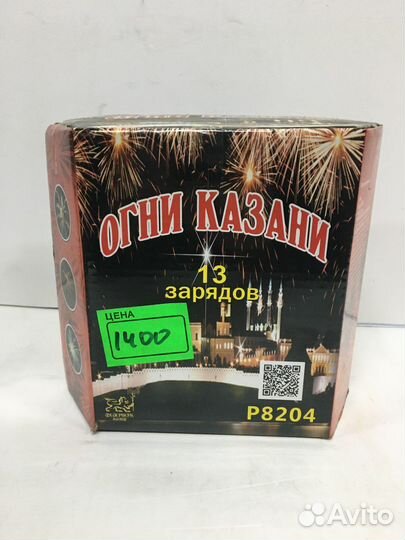 ОГНИ КАЗАНИ
13
зарядов
ЦЕНА
1400
P8204
Avito